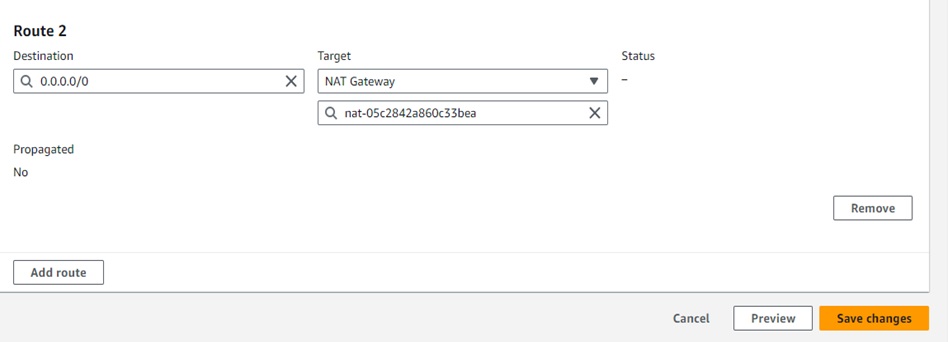 Route 2
Destination Target Status
0.0.0.0/0 NAT Gateway –
nat-05c2842a860c33bea
Propagated
No
Remove
Add route
Cancel Preview Save changes